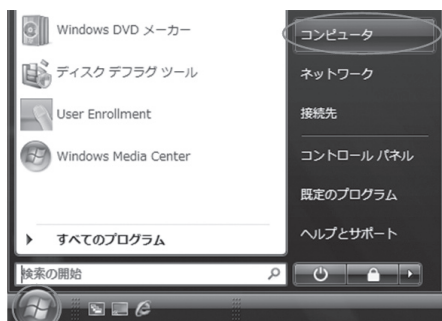 Windows DVD メーカー
ディスク デフラグ ツール
User Enrollment
Windows Media Center
すべてのプログラム
検索の開始
コンピュータ
ネットワーク
接続先
コントロール パネル
既定のプログラム
ヘルプとサポート